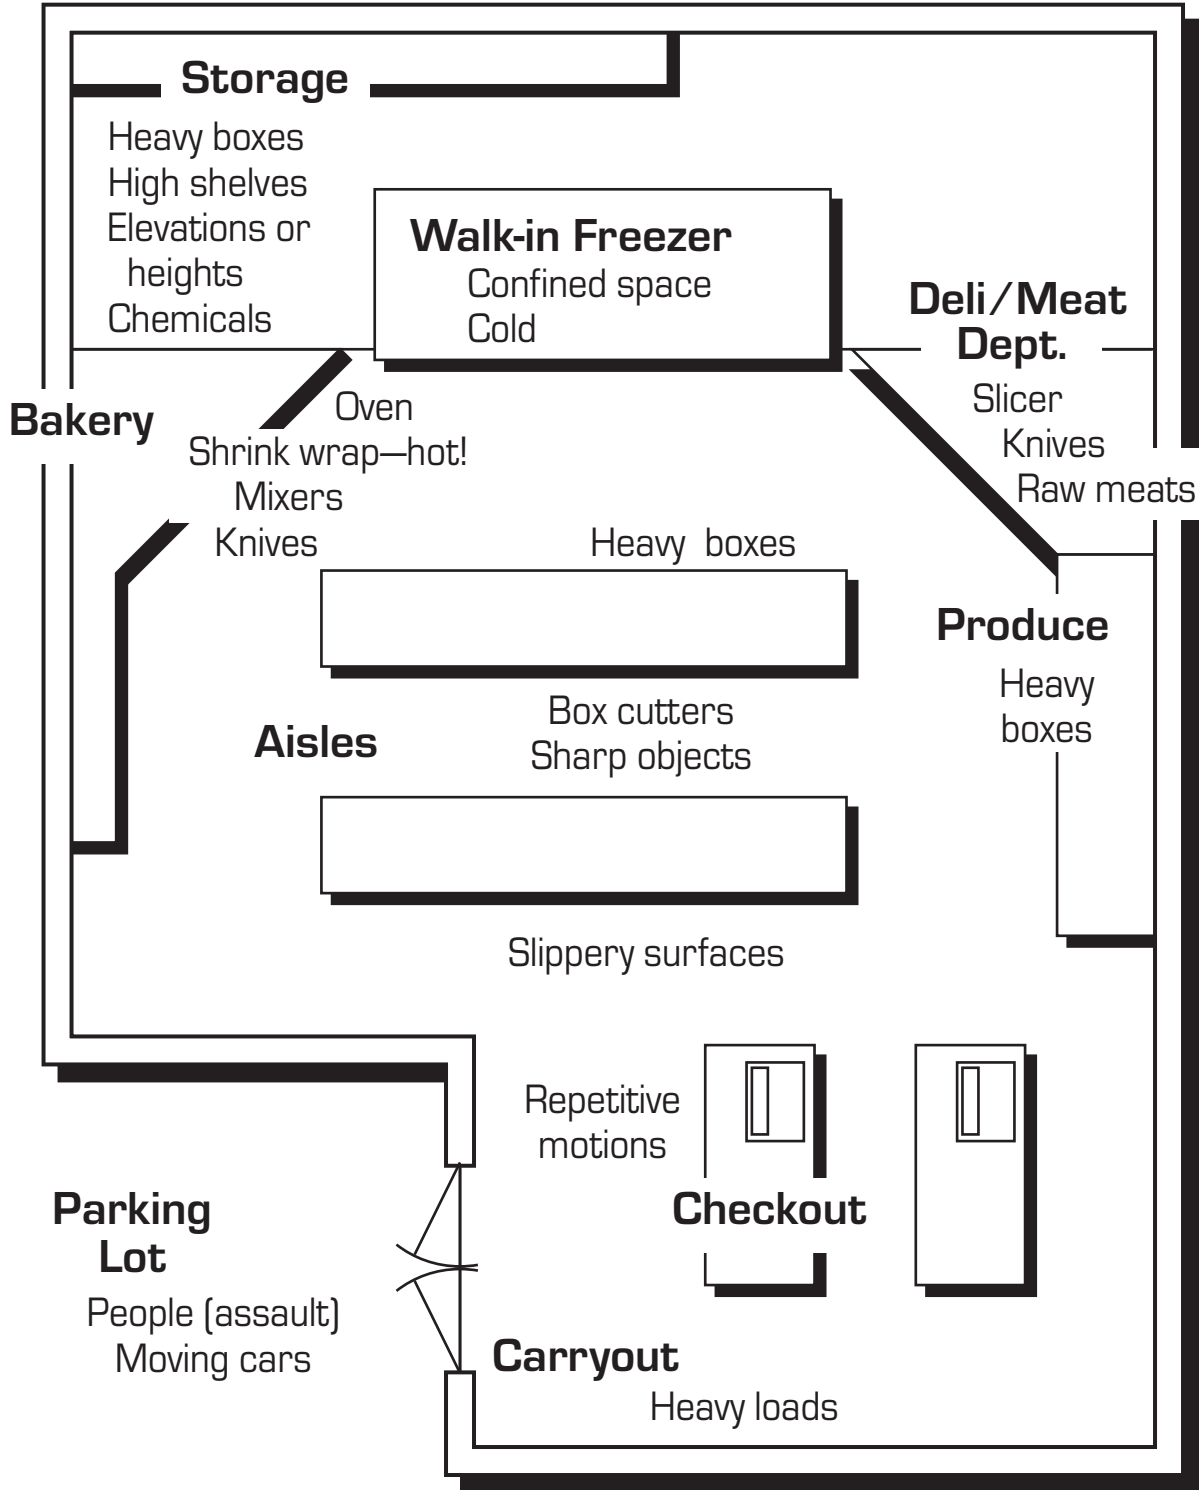 Storage
Heavy boxes
High shelves
Elevations or
heights
Chemicals
Walk-in Freezer
Confined space
Cold
Deli/Meat
Dept.
Slicer
Knives
Raw meats
Bakery
Oven
Shrink wrap—hot!
Mixers
Knives
Heavy boxes
Produce
Heavy
boxes
Aisles
Box cutters
Sharp objects
Slippery surfaces
Repetitive
motions
Checkout
Parking
Lot
People (assault)
Moving cars
Carryout
Heavy loads